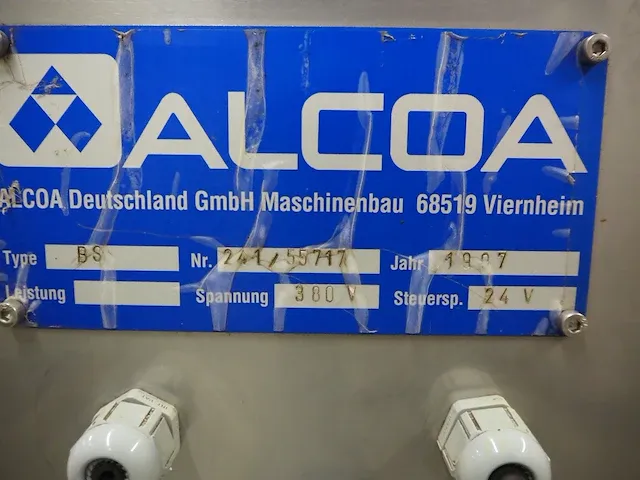 ALCOA
ALCOA Deutschland GmbH Maschinenbau 68519 Viernheim
Type BS Nr. 241/55717 Jahr 1997
Leistung Spannung 380 V Steuersp. 24 V